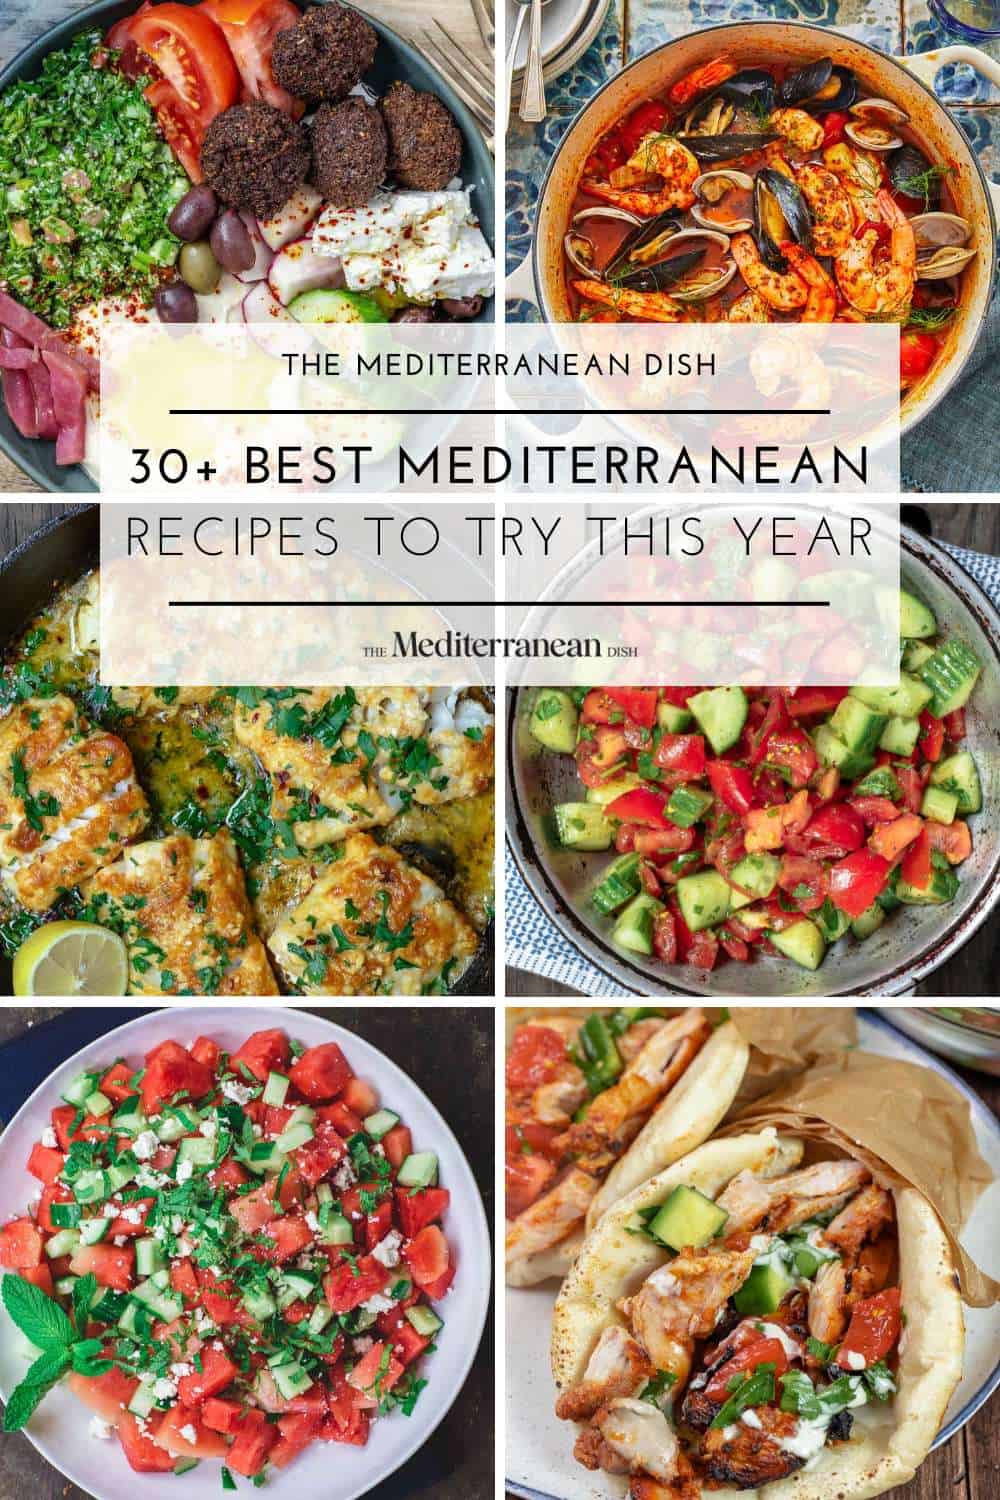 THE MEDITERRANEAN DISH
30+ BEST MEDITERRANEAN
RECIPES TO TRY THIS YEAR
THE Mediterranean DISH